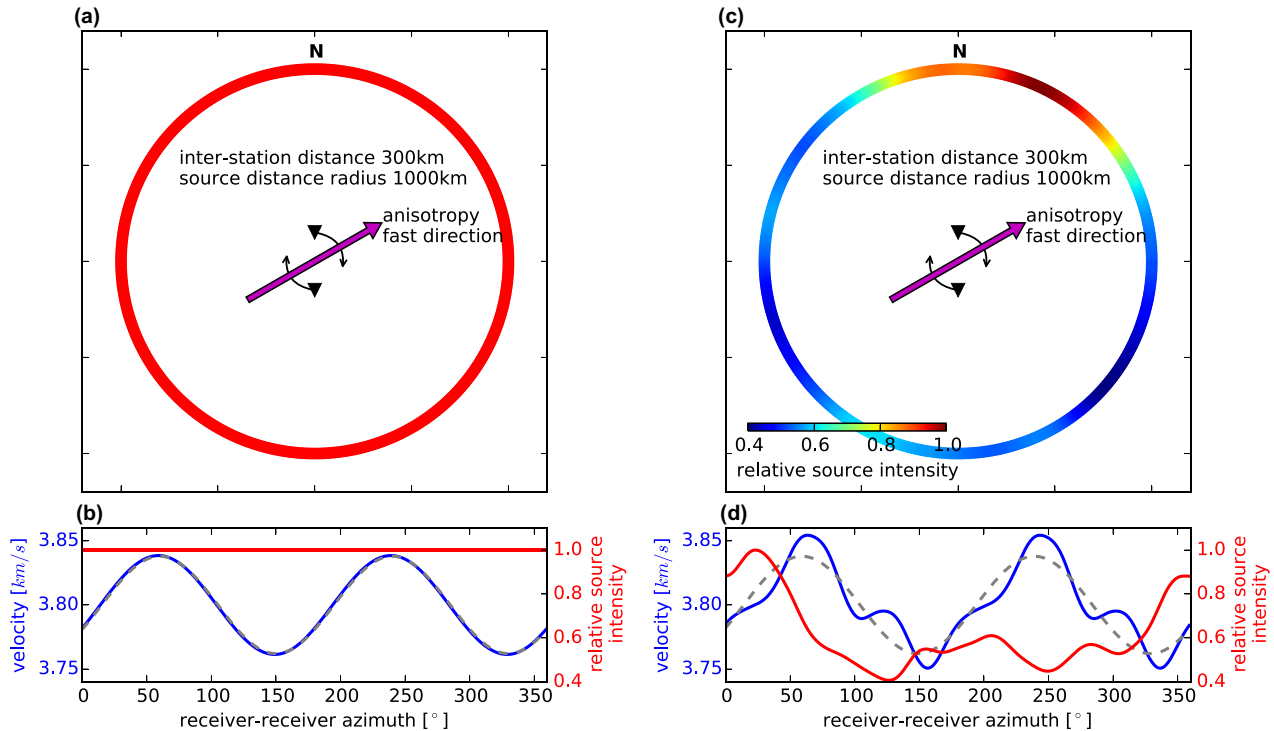 (a)
N
inter-station distance 300km
source distance radius 1000km
anisotropy
fast direction
(c)
N
inter-station distance 300km
source distance radius 1000km
anisotropy
fast direction
0.4 0.6 0.8 1.0
relative source intensity
(b)
3.85
3.80
3.75
velocity [km/s]
1.0
0.8
0.6
0.4
relative source
intensity
0 50 100 150 200 250 300 350
receiver-receiver azimuth [°]
(d)
3.85
3.80
3.75
velocity [km/s]
1.0
0.8
0.6
0.4
relative source
intensity
0 50 100 150 200 250 300 350
receiver-receiver azimuth [°]